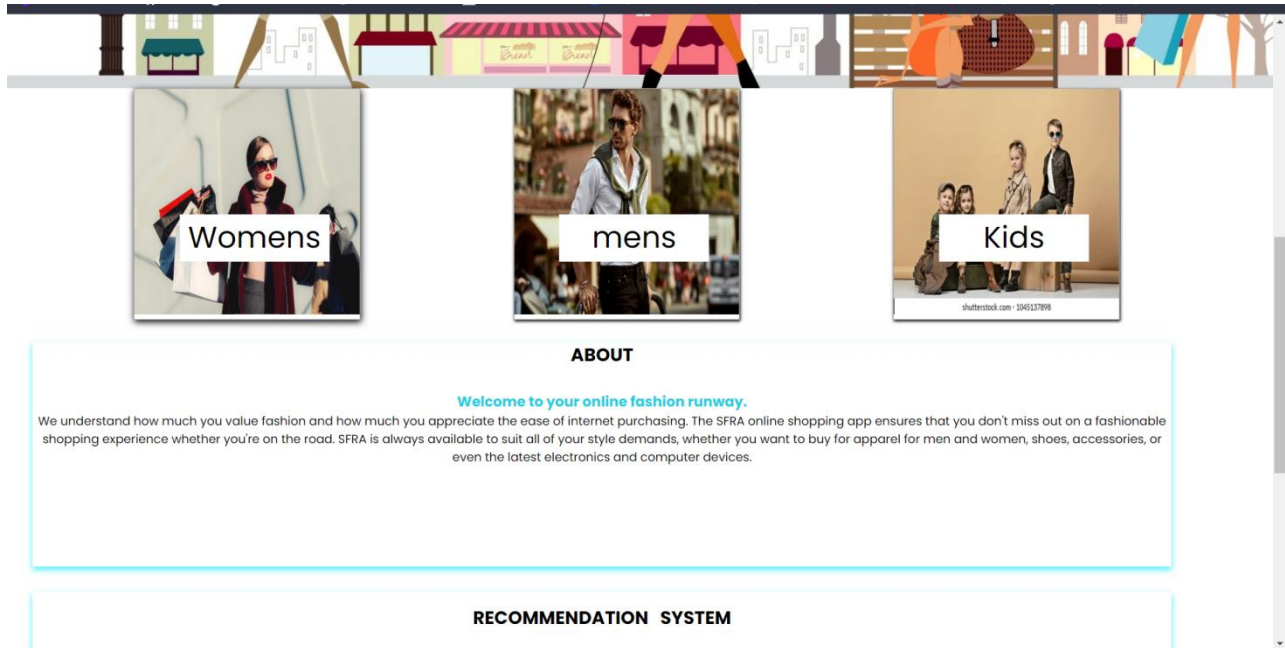 Bread Bread
Womens
mens
Kids
shutterstock.com · 1045137898
ABOUT
Welcome to your online fashion runway.
We understand how much you value fashion and how much you appreciate the ease of internet purchasing. The SFRA online shopping app ensures that you don't miss out on a fashionable
shopping experience whether you're on the road. SFRA is always available to suit all of your style demands, whether you want to buy for apparel for men and women, shoes, accessories, or
even the latest electronics and computer devices.
RECOMMENDATION SYSTEM